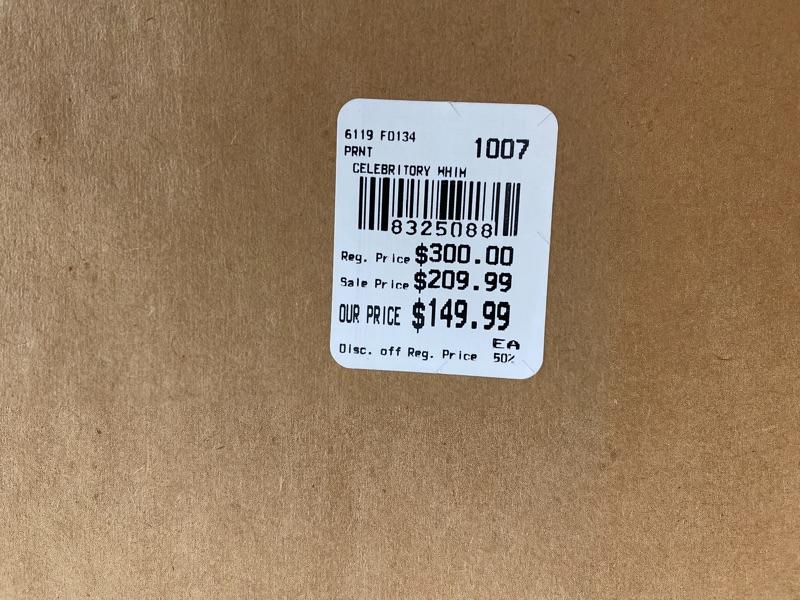 6119 F0134
PRNT 1007
CELEBRITORY WHIM
8325088
Reg. Price $300.00
Sale Price $209.99
OUR PRICE $149.99
EA
Disc. off Reg. Price 50%